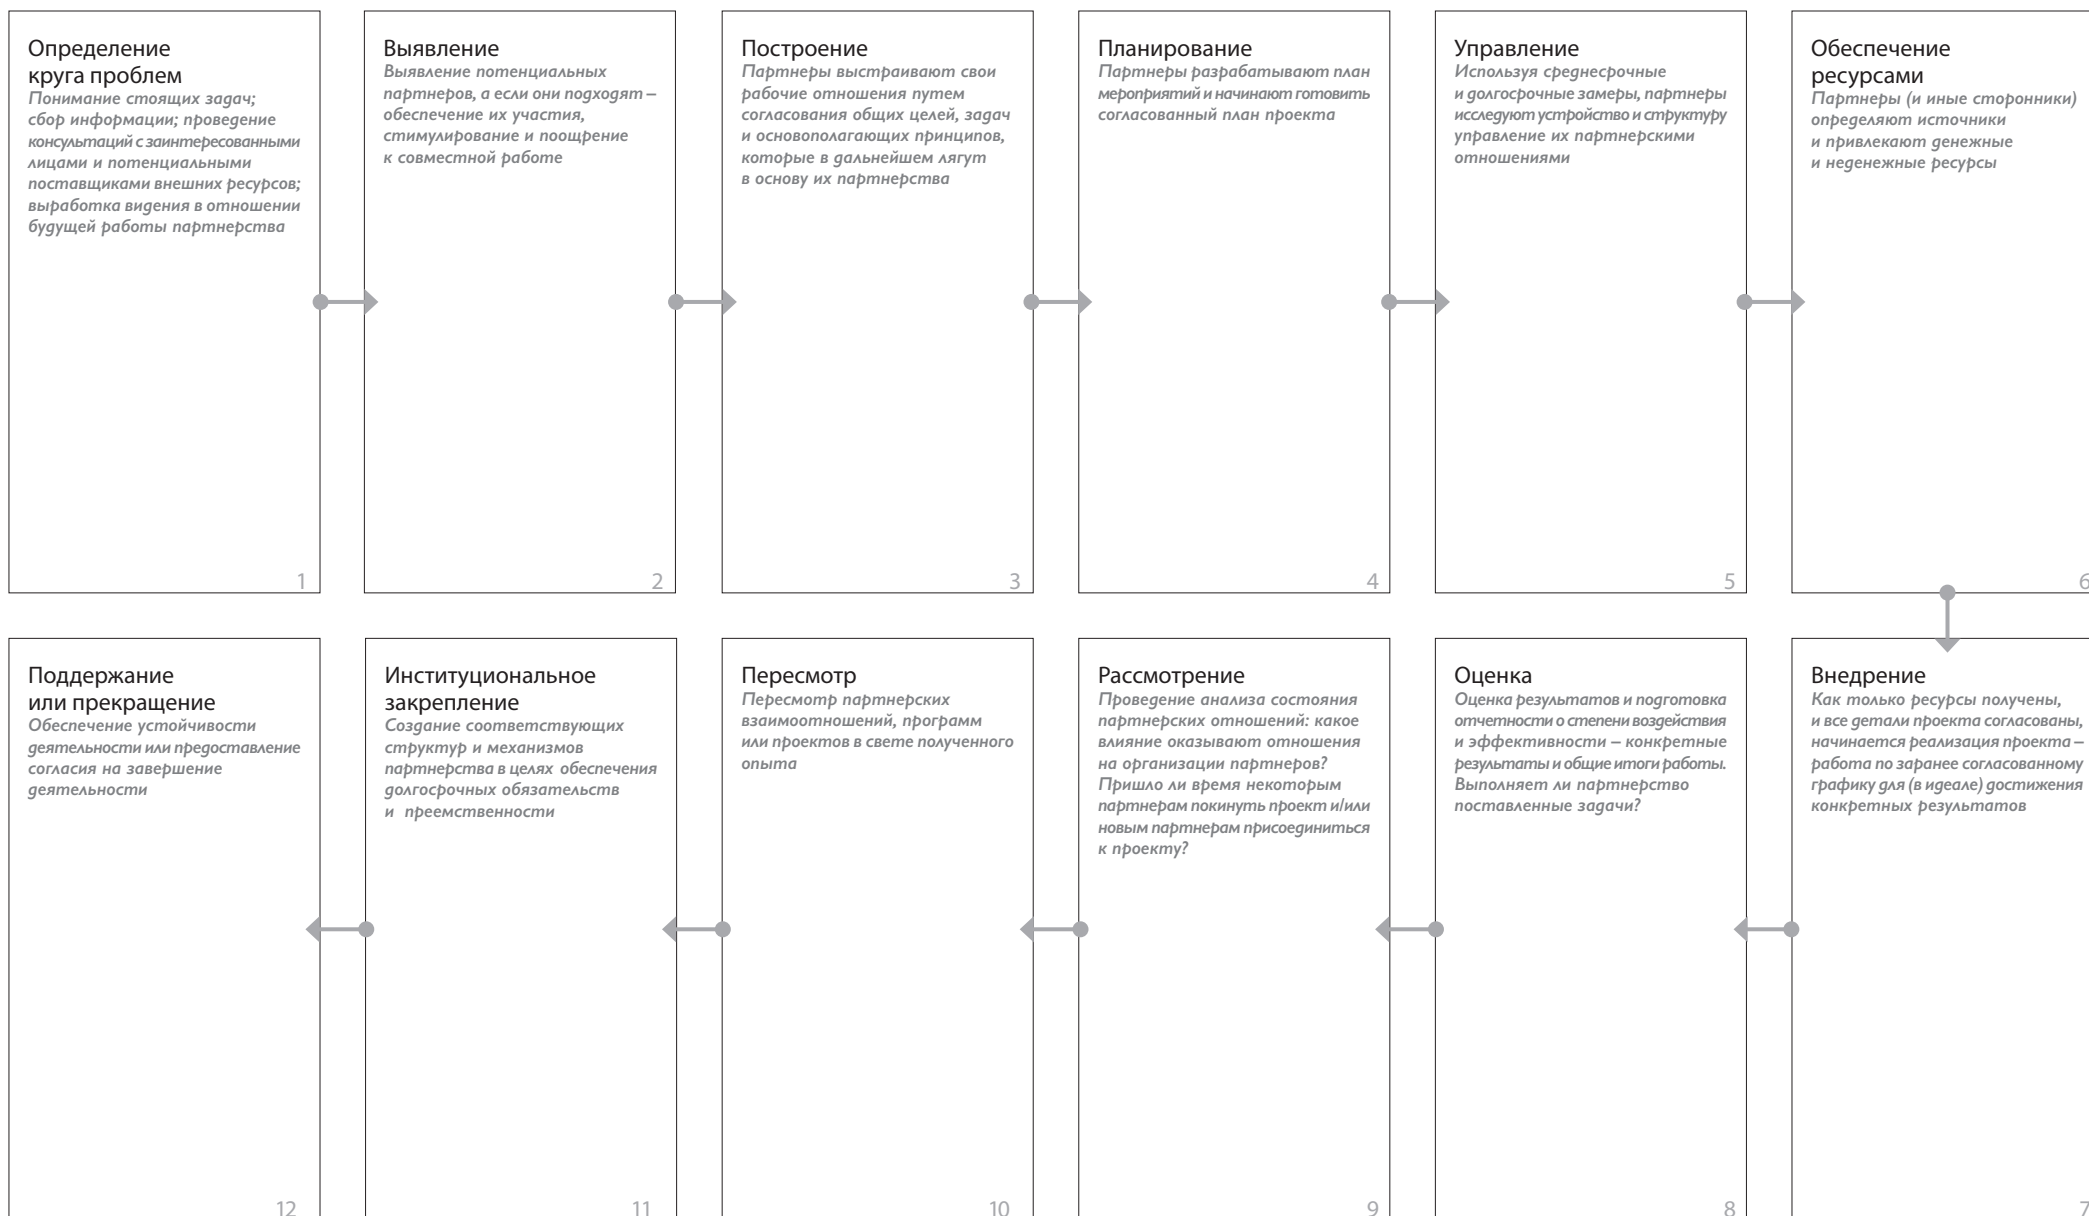 Определение
круга проблем
Понимание стоящих задач;
сбор информации; проведение
консультаций с заинтересованными
лицами и потенциальными
поставщиками внешних ресурсов;
выработка видения в отношении
будущей работы партнерства
1
Выявление
Выявление потенциальных
партнеров, а если они подходят –
обеспечение их участия,
стимулирование и поощрение
к совместной работе
2
Построение
Партнеры выстраивают свои
рабочие отношения путем
согласования общих целей, задач
и основополагающих принципов,
которые в дальнейшем лягут
в основу их партнерства
3
Планирование
Партнеры разрабатывают план
мероприятий и начинают готовить
согласованный план проекта
4
Управление
Используя среднесрочные
и долгосрочные замеры, партнеры
исследуют устройство и структуру
управление их партнерскими
отношениями
5
Обеспечение
ресурсами
Партнеры (и иные сторонники)
определяют источники
и привлекают денежные
и неденежные ресурсы
6
Внедрение
Как только ресурсы получены,
и все детали проекта согласованы,
начинается реализация проекта –
работа по заранее согласованному
графику для (в идеале) достижения
конкретных результатов
7
Оценка
Оценка результатов и подготовка
отчетности о степени воздействия
и эффективности – конкретные
результаты и общие итоги работы.
Выполняет ли партнерство
поставленные задачи?
8
Рассмотрение
Проведение анализа состояния
партнерских отношений: какое
влияние оказывают отношения
на организации партнеров?
Пришло ли время некоторым
партнерам покинуть проект и/или
новым партнерам присоединиться
к проекту?
9
Пересмотр
Пересмотр партнерских
взаимоотношений, программ
или проектов в свете полученного
опыта
10
Институциональное
закрепление
Создание соответствующих
структур и механизмов
партнерства в целях обеспечения
долгосрочных обязательств
и преемственности
11
Поддержание
или прекращение
Обеспечение устойчивости
деятельности или предоставление
согласия на завершение
деятельности
12